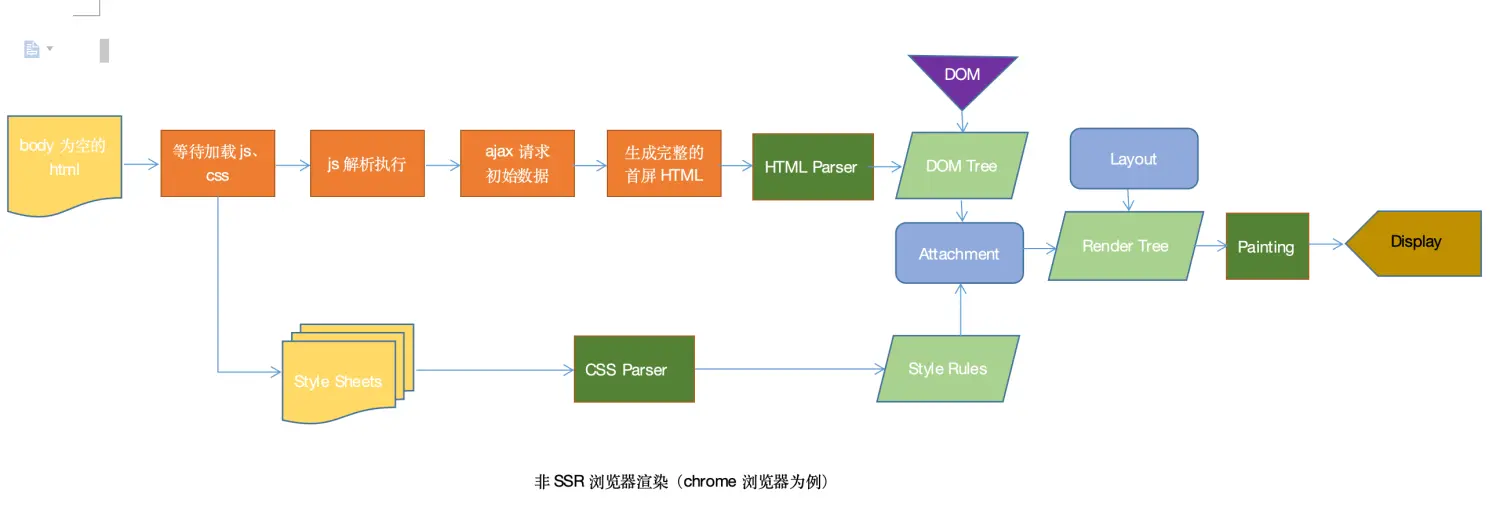 DOM
body 为空的
html
等待加载 js、
css
js 解析执行
ajax 请求
初始数据
生成完整的
首屏 HTML
HTML Parser
DOM Tree
Layout
Attachment
Render Tree
Painting
Display
Style Sheets
CSS Parser
Style Rules
非 SSR 浏览器渲染（chrome 浏览器为例）